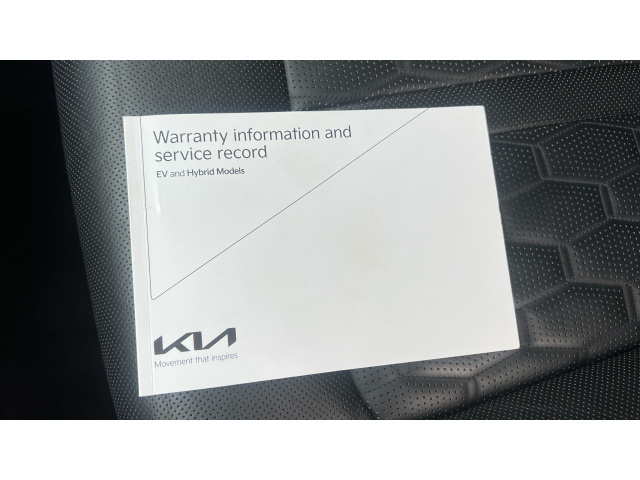 Warranty information and
service record
EV and Hybrid Models
KIA
Movement that inspires